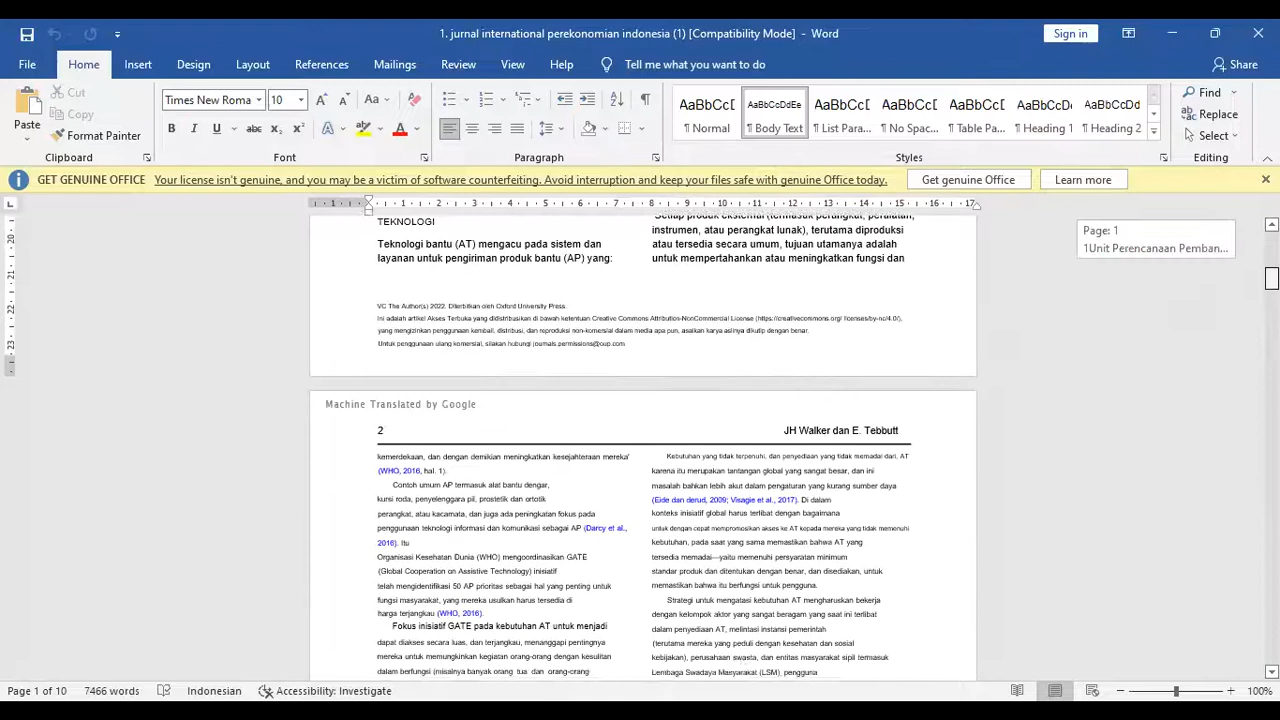 1. jurnal international perekonomian indonesia (1) [Compatibility Mode] - Word
Sign in
File Home Insert Design Layout References Mailings Review View Help Tell me what you want to do Share
Paste
Cut
Copy
Format Painter
Clipboard
Times New Roma 10
Font
Paragraph
AaBbCcD AaBbCcDdEe AaBbCcD AaBbCcD AaBbCcD AaBbCcDd AaBbCcDd
¶ Normal ¶ Body Text ¶ List Para... ¶ No Spac... ¶ Table Pa... ¶ Heading 1 ¶ Heading 2
Styles
Find
Replace
Select
Editing
GET GENUINE OFFICE Your license isn't genuine, and you may be a victim of software counterfeiting. Avoid interruption and keep your files safe with genuine Office today. Get genuine Office Learn more
Page: 1
1Unit Perencanaan Pemban...
TEKNOLOGI
Teknologi bantu (AT) mengacu pada sistem dan
layanan untuk pengiriman produk bantu (AP) yang:
Setiap produk eksternal (termasuk perangkat, peralatan,
instrumen, atau perangkat lunak), terutama diproduksi
atau tersedia secara umum, tujuan utamanya adalah
untuk mempertahankan atau meningkatkan fungsi dan
VC The Author(s) 2022. Diterbitkan oleh Oxford University Press.
Ini adalah artikel Akses Terbuka yang didistribusikan di bawah ketentuan Creative Commons Attribution-NonCommercial License (https://creativecommons.org/ licenses/by-nc/4.0/),
yang mengizinkan penggunaan kembali, distribusi, dan reproduksi non-komersial dalam media apa pun, asalkan karya aslinya dikutip dengan benar.
Untuk penggunaan ulang komersial, silakan hubungi journals.permissions@oup.com
Machine Translated by Google
2 JH Walker dan E. Tebbutt
kemerdekaan, dan dengan demikian meningkatkan kesejahteraan mereka'
(WHO, 2016, hal. 1).
Contoh umum AP termasuk alat bantu dengar,
kursi roda, penyelenggara pil, prostetik dan ortotik
perangkat, atau kacamata, dan juga ada peningkatan fokus pada
penggunaan teknologi informasi dan komunikasi sebagai AP (Darcy et al.,
2016). Itu
Organisasi Kesehatan Dunia (WHO) mengoordinasikan GATE
(Global Cooperation on Assistive Technology) inisiatif
telah mengidentifikasi 50 AP prioritas sebagai hal yang penting untuk
fungsi masyarakat, yang mereka usulkan harus tersedia di
harga terjangkau (WHO, 2016).
Fokus inisiatif GATE pada kebutuhan AT untuk menjadi
dapat diakses secara luas, dan terjangkau, menanggapi pentingnya
mereka untuk memungkinkan kegiatan orang-orang dengan kesulitan
dalam berfungsi (misalnya banyak orang tua dan orang-orang
Kebutuhan yang tidak terpenuhi, dan penyediaan yang tidak memadai dari, AT
karena itu merupakan tantangan global yang sangat besar, dan ini
masalah bahkan lebih akut dalam pengaturan yang kurang sumber daya
(Eide dan derud, 2009; Visagie et al., 2017). Di dalam
konteks inisiatif global harus terlibat dengan bagaimana
untuk dengan cepat mempromosikan akses ke AT kepada mereka yang tidak memenuhi
kebutuhan, pada saat yang sama memastikan bahwa AT yang
tersedia memadai—yaitu memenuhi persyaratan minimum
standar produk dan ditentukan dengan benar, dan disediakan, untuk
memastikan bahwa itu berfungsi untuk pengguna.
Strategi untuk mengatasi kebutuhan AT mengharuskan bekerja
dengan kelompok aktor yang sangat beragam yang saat ini terlibat
dalam penyediaan AT, melintasi instansi pemerintah
(terutama mereka yang peduli dengan kesehatan dan sosial
kebijakan), perusahaan swasta, dan entitas masyarakat sipil termasuk
Lembaga Swadaya Masyarakat (LSM), pengguna
Page 1 of 10 7466 words Indonesian Accessibility: Investigate 100%